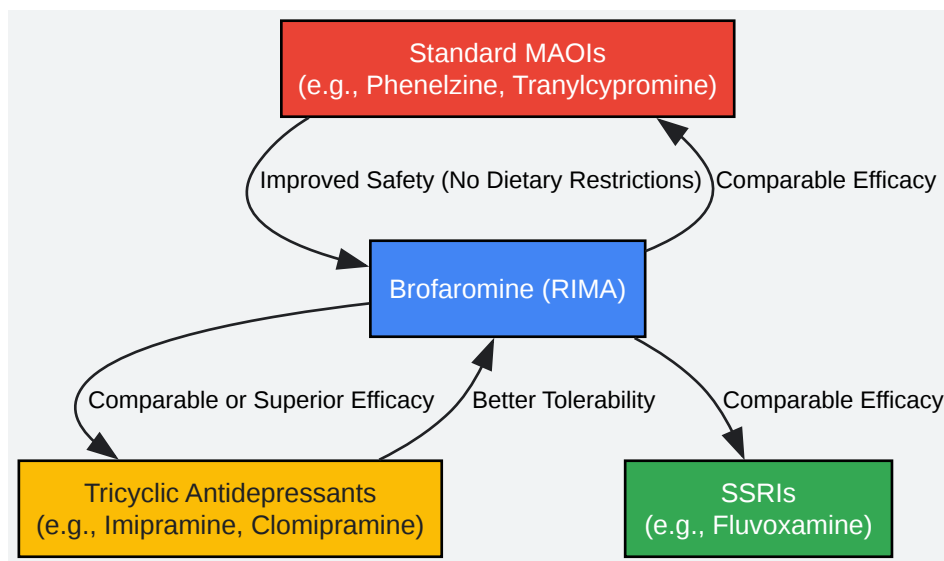 Standard MAOIs
(e.g., Phenelzine, Tranylcypromine)
Improved Safety (No Dietary Restrictions)
Comparable Efficacy
Brofaromine (RIMA)
Comparable or Superior Efficacy
Better Tolerability
Comparable Efficacy
Tricyclic Antidepressants
(e.g., Imipramine, Clomipramine)
SSRIs
(e.g., Fluvoxamine)